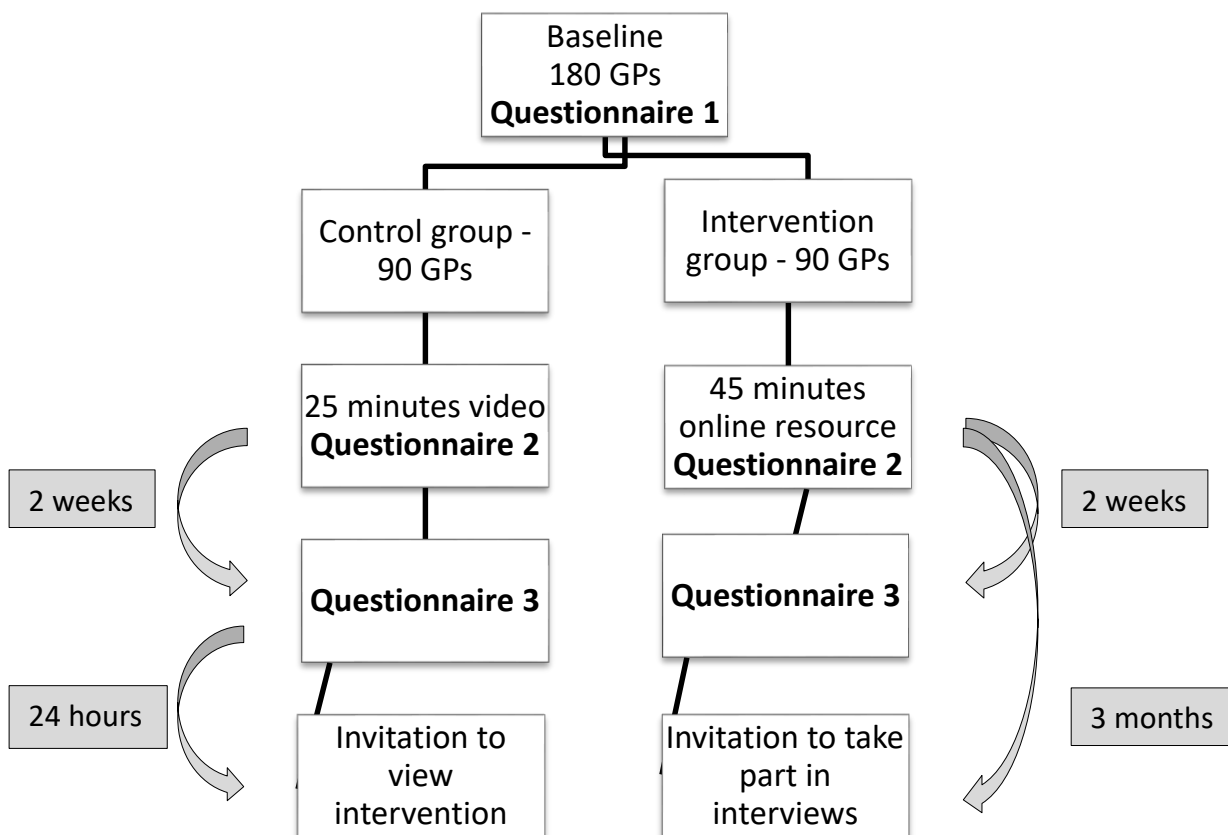 Baseline
180 GPs
Questionnaire 1
Control group -
90 GPs
Intervention
group - 90 GPs
25 minutes video
Questionnaire 2
45 minutes
online resource
Questionnaire 2
2 weeks
2 weeks
Questionnaire 3
Questionnaire 3
24 hours
3 months
Invitation to
view
intervention
Invitation to take
part in
interviews